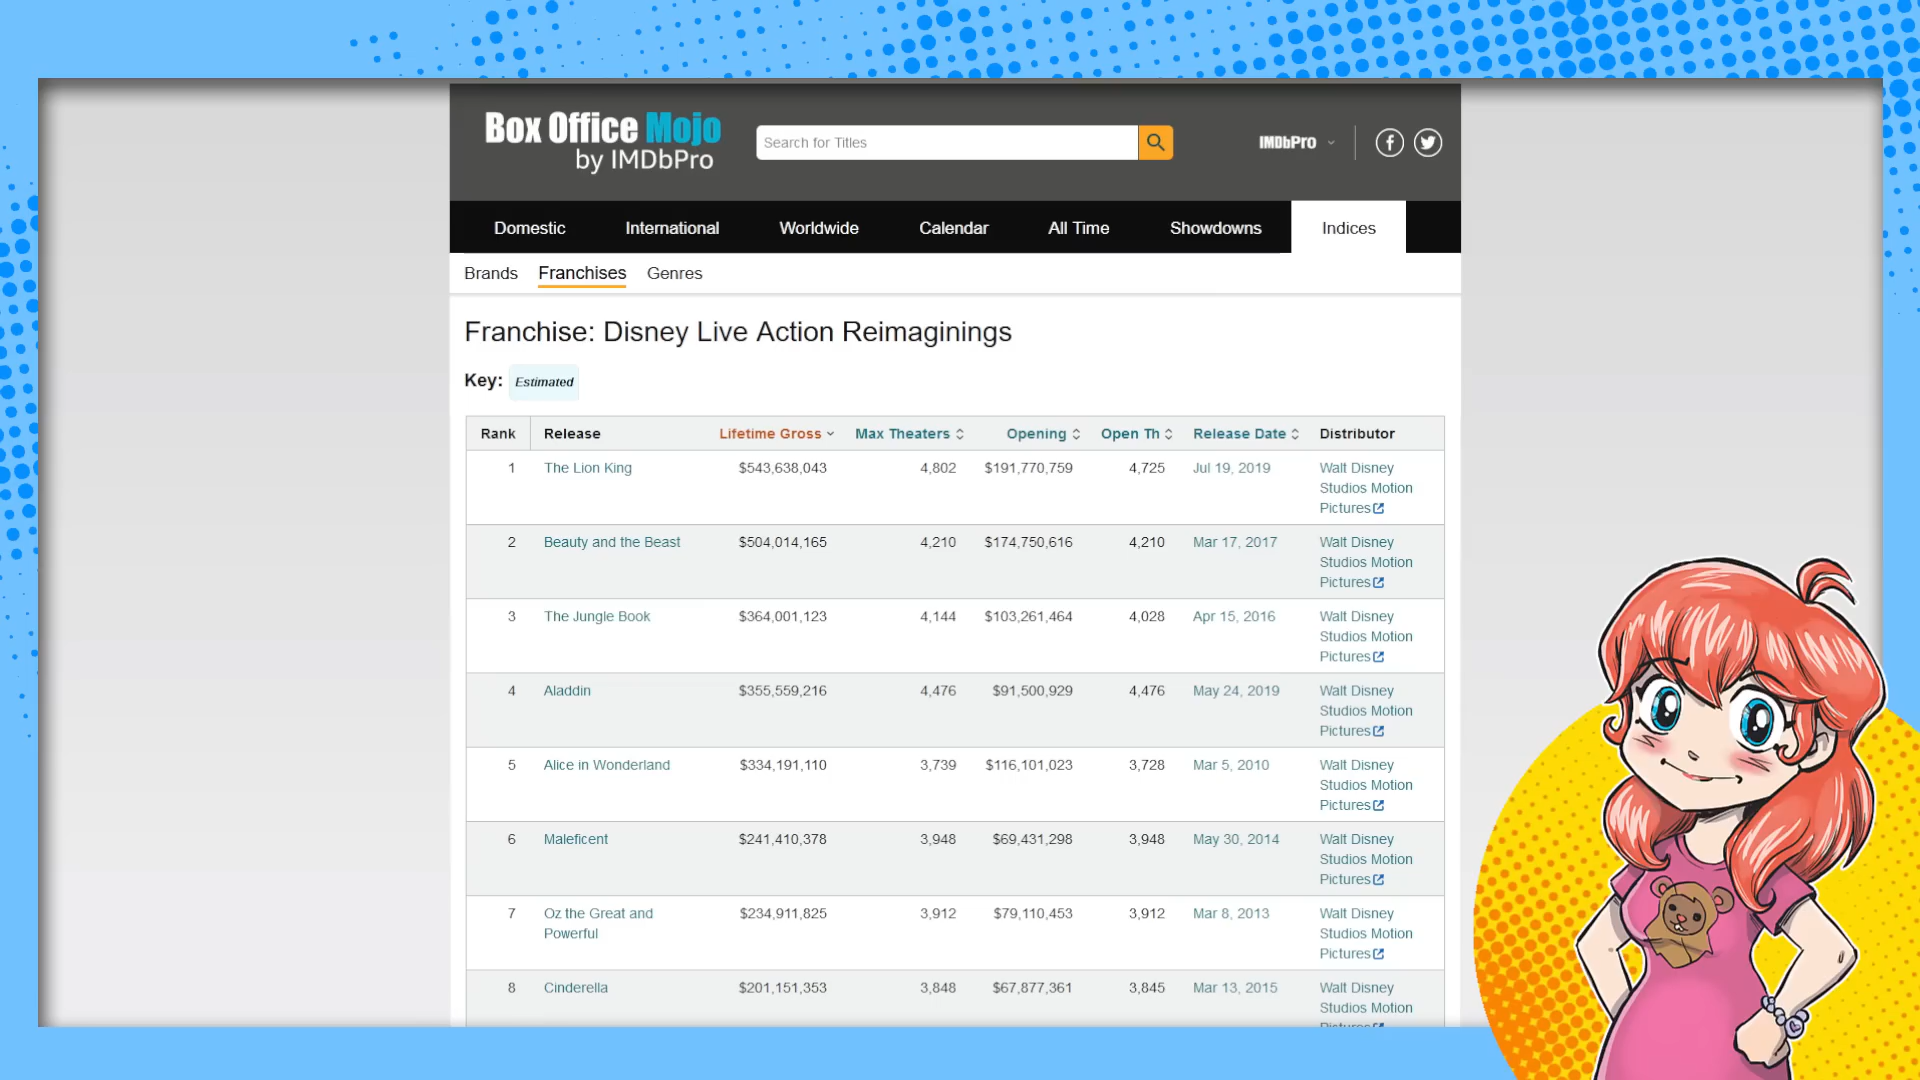 Box Office Mojo
by IMDbPro
Search for Titles
IMDbPro
Domestic International Worldwide Calendar All Time Showdowns Indices
Brands Franchises Genres
Franchise: Disney Live Action Reimaginings
Key: Estimated
Rank Release Lifetime Gross Max Theaters Opening Open Th Release Date Distributor
1 The Lion King $543,638,043 4,802 $191,770,759 4,725 Jul 19, 2019 Walt Disney
Studios Motion
Pictures
2 Beauty and the Beast $504,014,165 4,210 $174,750,616 4,210 Mar 17, 2017 Walt Disney
Studios Motion
Pictures
3 The Jungle Book $364,001,123 4,144 $103,261,464 4,028 Apr 15, 2016 Walt Disney
Studios Motion
Pictures
4 Aladdin $355,559,216 4,476 $91,500,929 4,476 May 24, 2019 Walt Disney
Studios Motion
Pictures
5 Alice in Wonderland $334,191,110 3,739 $116,101,023 3,728 Mar 5, 2010 Walt Disney
Studios Motion
Pictures
6 Maleficent $241,410,378 3,948 $69,431,298 3,948 May 30, 2014 Walt Disney
Studios Motion
Pictures
7 Oz the Great and $234,911,825 3,912 $79,110,453 3,912 Mar 8, 2013 Walt Disney
Powerful Studios Motion
Pictures
8 Cinderella $201,151,353 3,848 $67,877,361 3,845 Mar 13, 2015 Walt Disney
Studios Motion